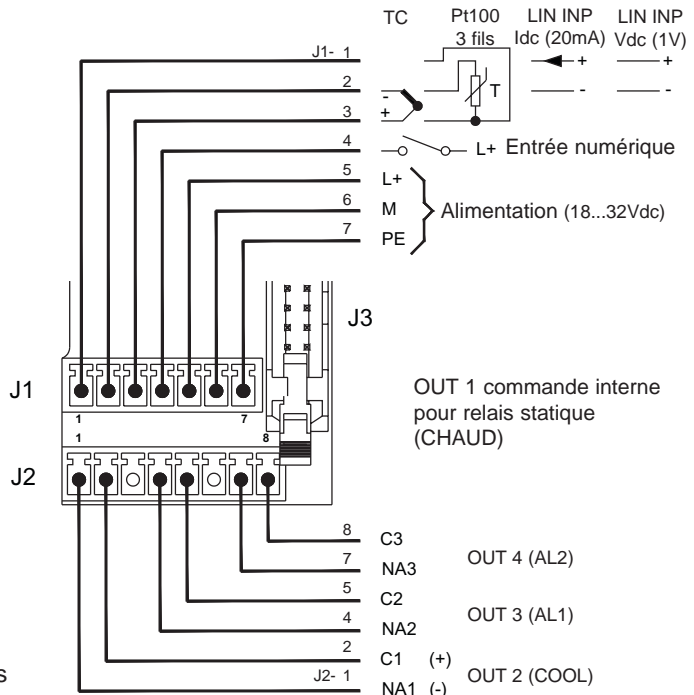 TC Pt100 LIN INP LIN INP
3 fils Idc (20mA) Vdc (1V)
J1- 1 + +
2 - T - -
3 +
4 L+ Entrée numérique
5 L+
6 M Alimentation (18...32Vdc)
7 PE
J3
J1
1 7
OUT 1 commande interne
pour relais statique
(CHAUD)
1 8
J2
8 C3
7 NA3 OUT 4 (AL2)
5 C2
4 NA2 OUT 3 (AL1)
2 C1 (+)
s J2- 1 NA1 (-) OUT 2 (COOL)